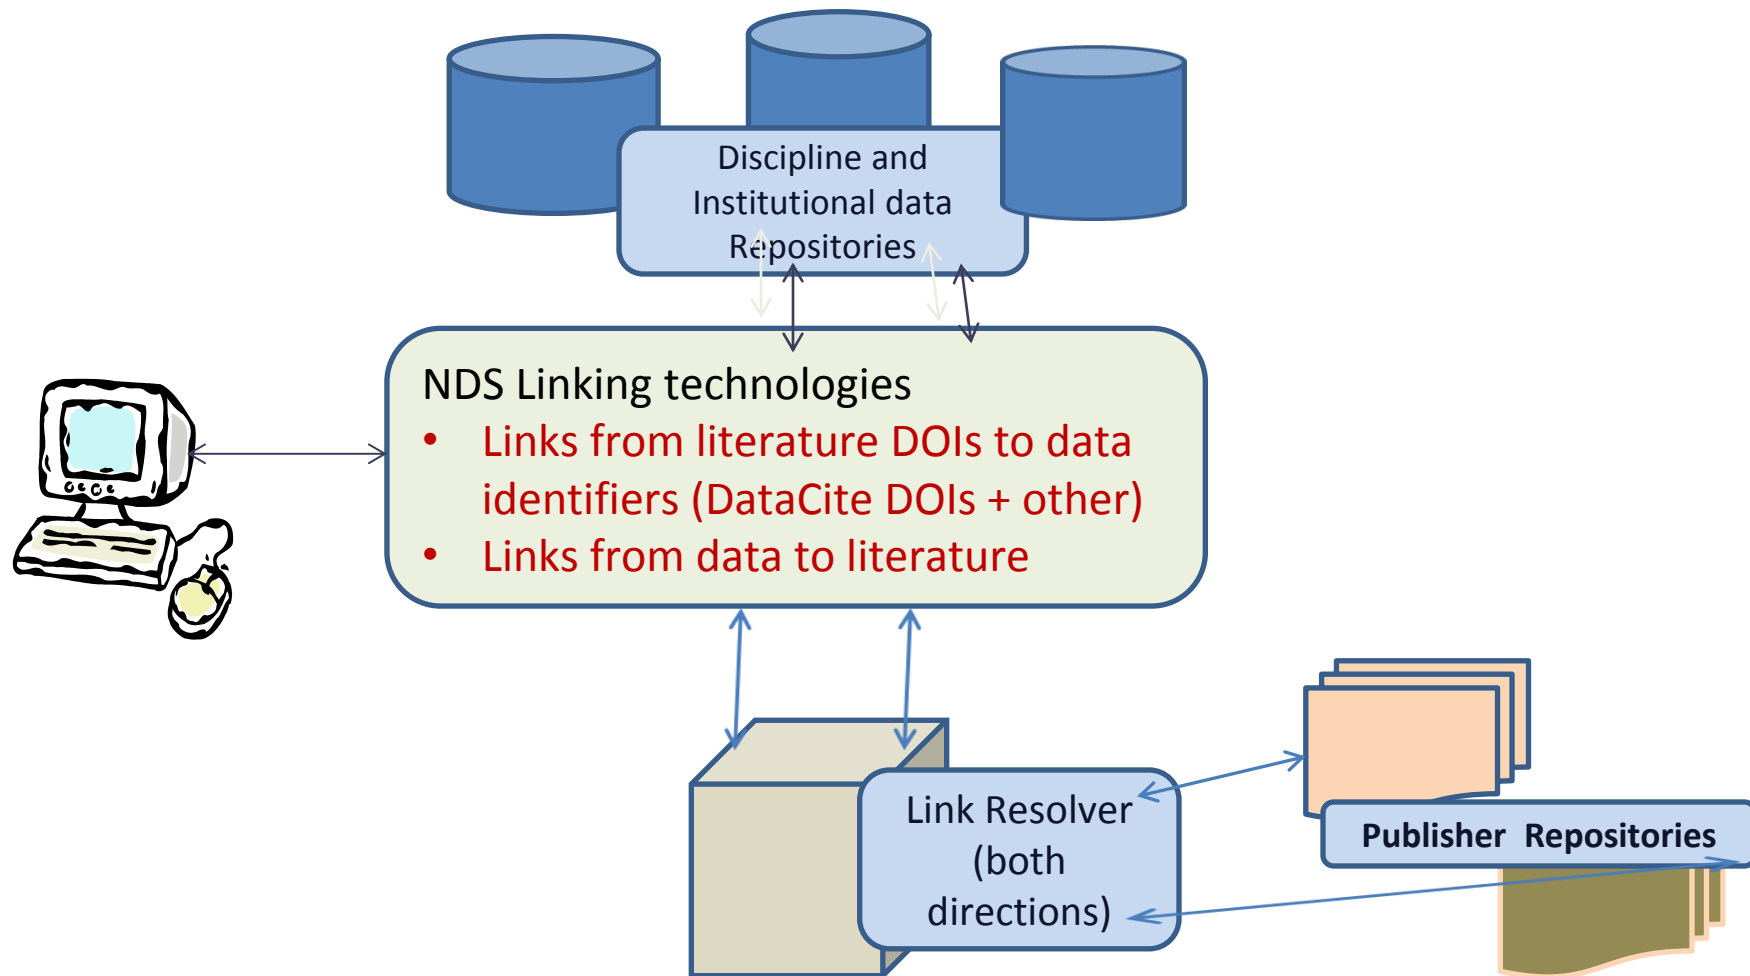 Discipline and
Institutional data
Repositories
NDS Linking technologies
• Links from literature DOIs to data
identifiers (DataCite DOIs + other)
• Links from data to literature
Link Resolver
(both
directions)
Publisher Repositories